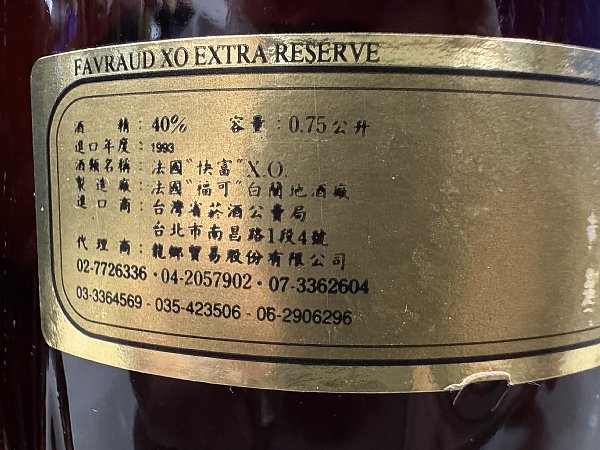 FAVRAUD XO EXTRA RESERVE
酒 精：40% 容量：0.75公升
進口年度：1993
酒類名稱：法國"快富"X.O.
製 造 廠：法國"福可"白蘭地酒廠
進 口 商：台灣省菸酒公賣局
台北市南昌路1段4號
代 理 商：龍鄉貿易股份有限公司
02-7726336・04-2057902・07-3362604
03-3364569 - 035-423506 - 06-2906296